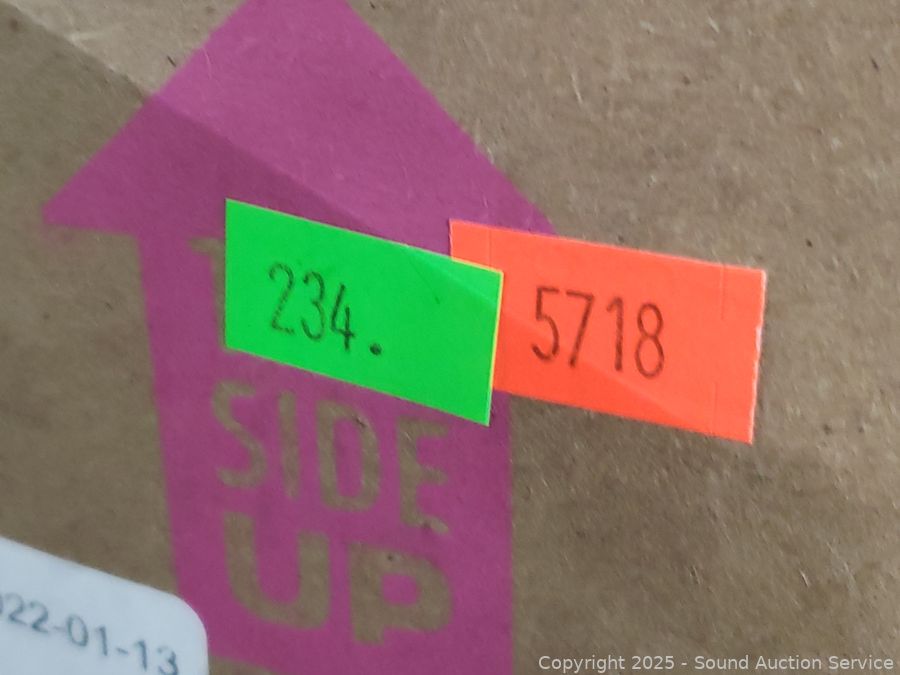 234.
5718
SIDE
UP
022-01-13
Copyright 2025 - Sound Auction Service